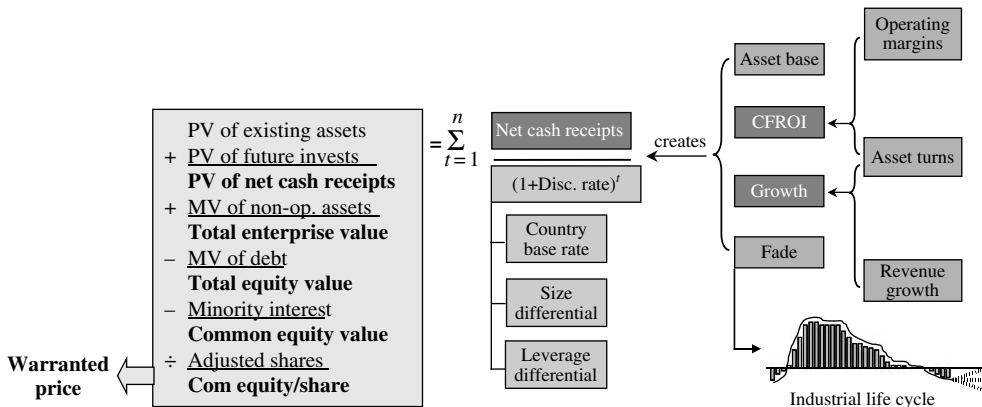 PV of existing assets
+ PV of future invests
PV of net cash receipts
+ MV of non-op. assets
Total enterprise value
– MV of debt
Total equity value
– Minority interest
Common equity value
÷ Adjusted shares
Com equity/share
Warranted
price
= Σ
n
t = 1
Net cash receipts
(1+Disc. rate)^t
Country
base rate
Size
differential
Leverage
differential
creates
Asset base
CFROI
Growth
Fade
Operating
margins
Asset turns
Revenue
growth
Industrial life cycle